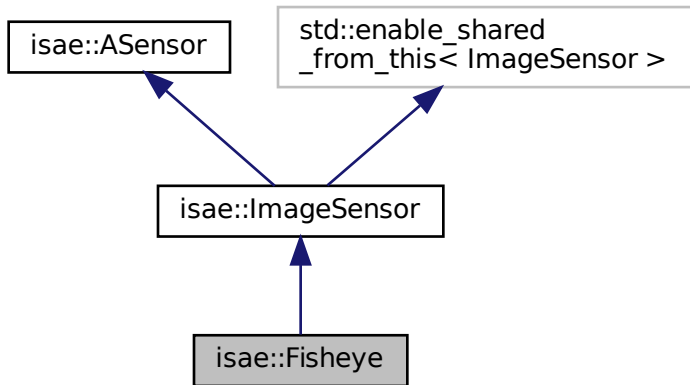 isae::ASensor
std::enable_shared
_from_this< ImageSensor >
isae::ImageSensor
isae::Fisheye